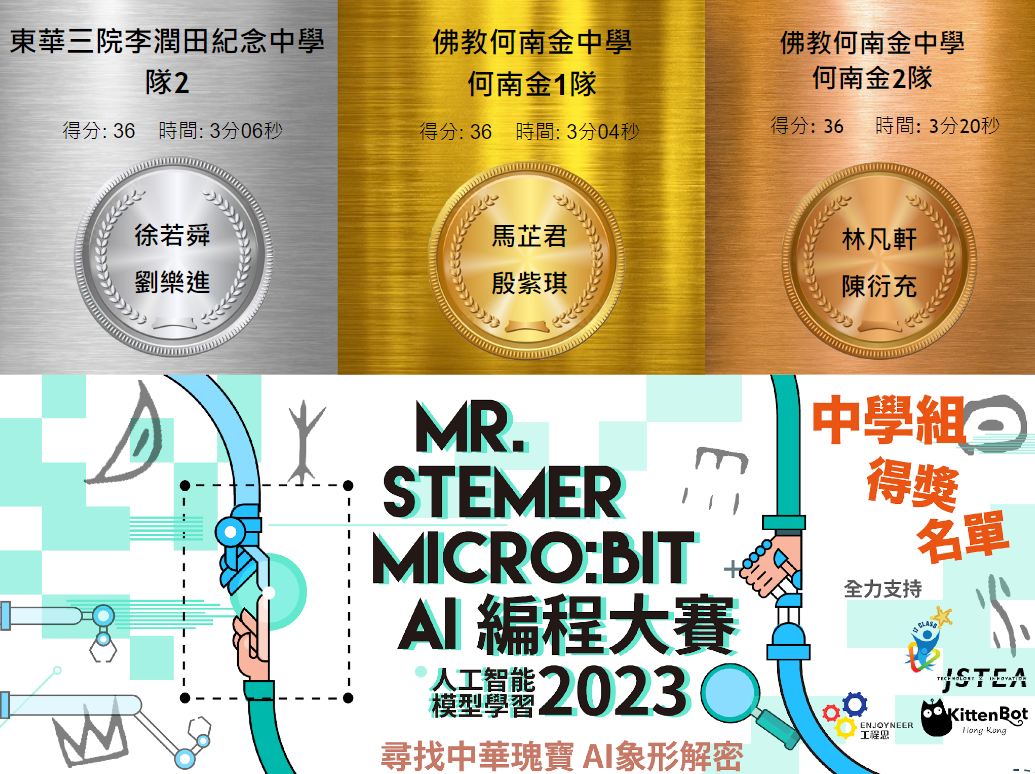 東華三院李潤田紀念中學
隊2
得分: 36 時間: 3分06秒
徐若舜
劉樂進
佛教何南金中學
何南金1隊
得分: 36 時間: 3分04秒
馬芷君
殷紫琪
佛教何南金中學
何南金2隊
得分: 36 時間: 3分20秒
林凡軒
陳衍充
MR.
STEMER
MICRO:BIT
AI 編程大賽
人工智能
模型學習 2023
尋找中華瑰寶 AI象形解密
中學組
得獎
名單
全力支持
IT CLASS
JSTEA
TECHNOLOGY X INNOVATION
ENJOYNEER
工程思
KittenBot
Hong Kong